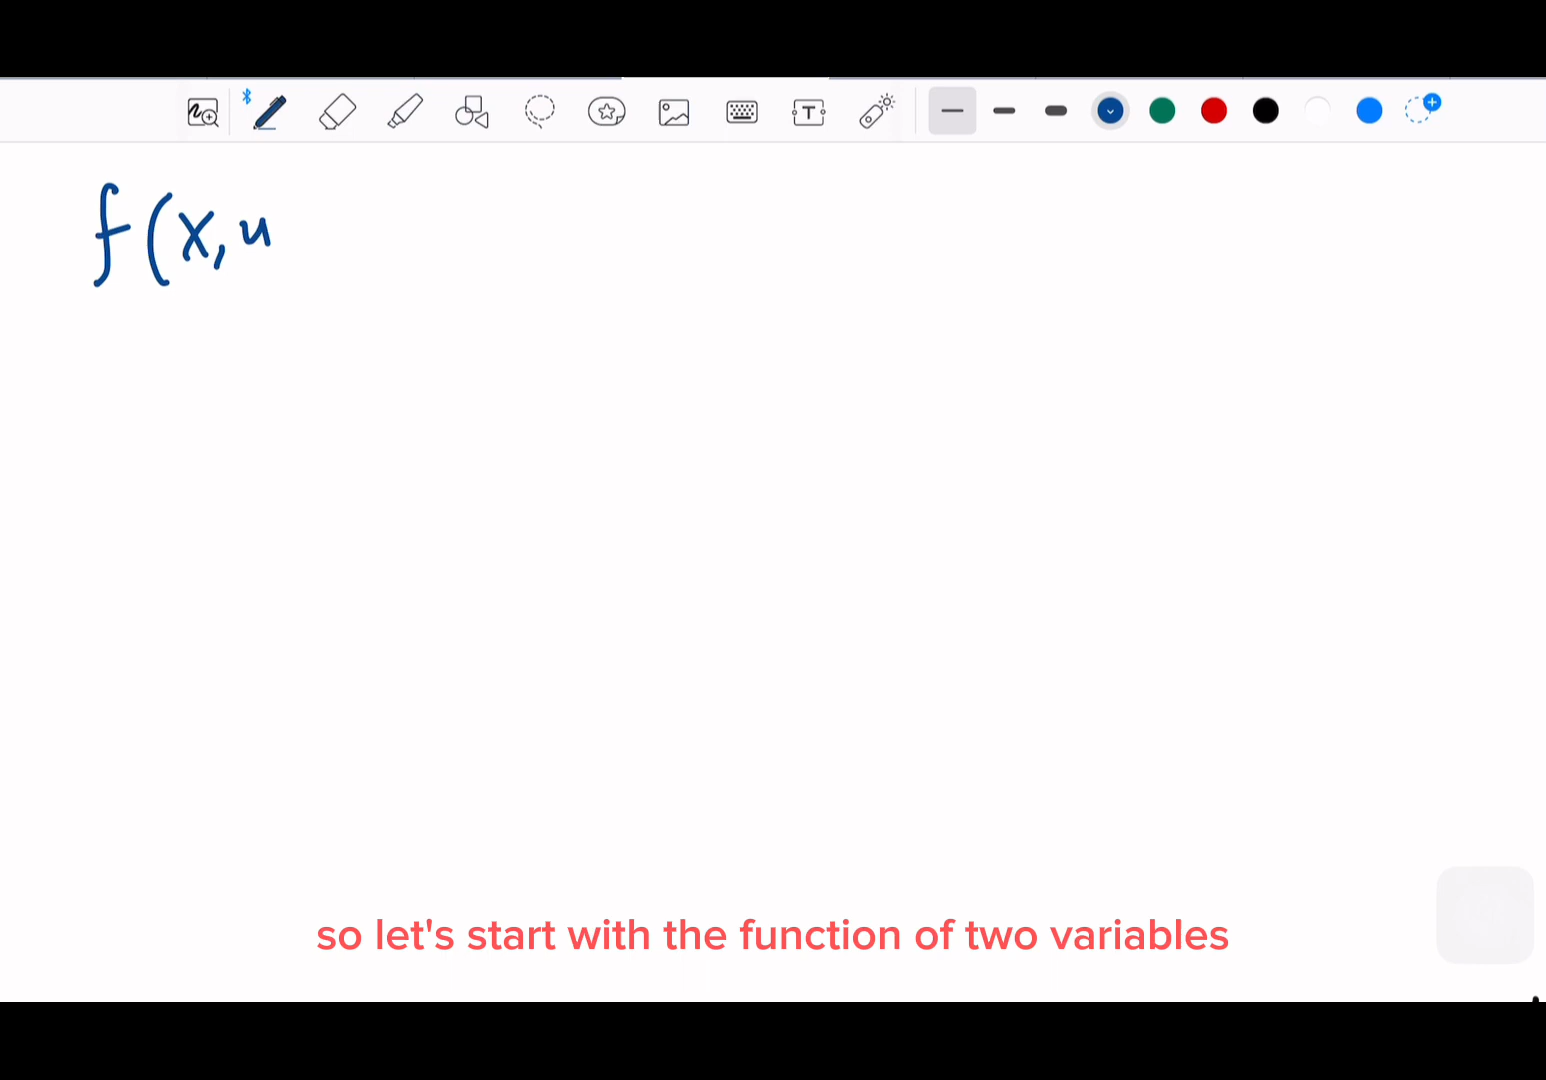 f(x,u
so let's start with the function of two variables